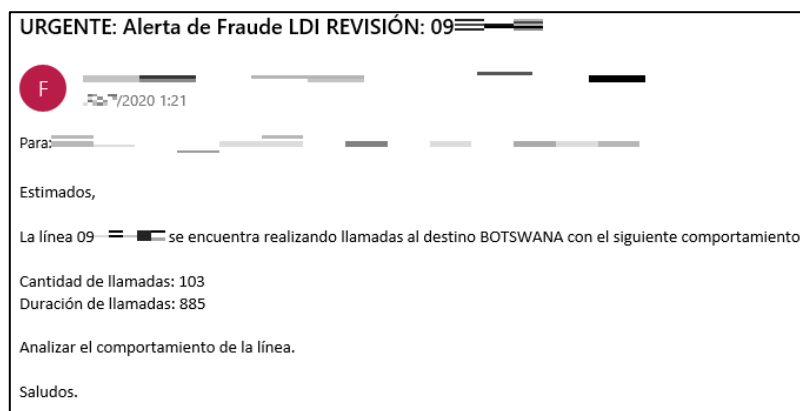 URGENTE: Alerta de Fraude LDI REVISIÓN: 09
F
/2020 1:21
Para:
Estimados,
La línea 09 se encuentra realizando llamadas al destino BOTSWANA con el siguiente comportamiento
Cantidad de llamadas: 103
Duración de llamadas: 885
Analizar el comportamiento de la línea.
Saludos.